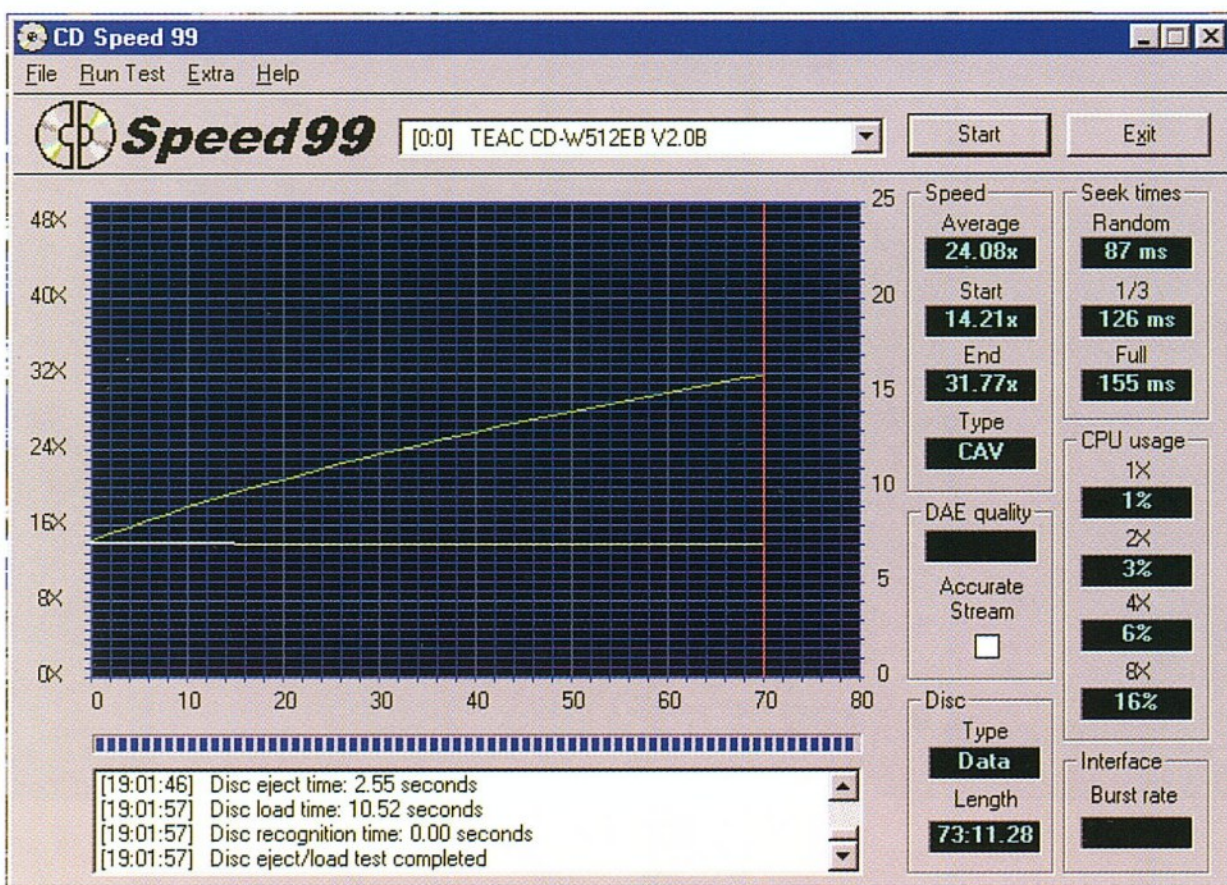 CD Speed 99
File Run Test Extra Help
CD Speed99
[0:0] TEAC CD-W512EB V2.0B
Start
Exit
48X
40X
32X
24X
16X
8X
0X
25
20
15
10
5
0
0 10 20 30 40 50 60 70 80
[19:01:46] Disc eject time: 2.55 seconds
[19:01:57] Disc load time: 10.52 seconds
[19:01:57] Disc recognition time: 0.00 seconds
[19:01:57] Disc eject/load test completed
Speed
Average
24.08x
Start
14.21x
End
31.77x
Type
CAV
DAE quality
Accurate
Stream
Disc
Type
Data
Length
73:11.28
Seek times
Random
87 ms
1/3
126 ms
Full
155 ms
CPU usage
1X
1%
2X
3%
4X
6%
8X
16%
Interface
Burst rate